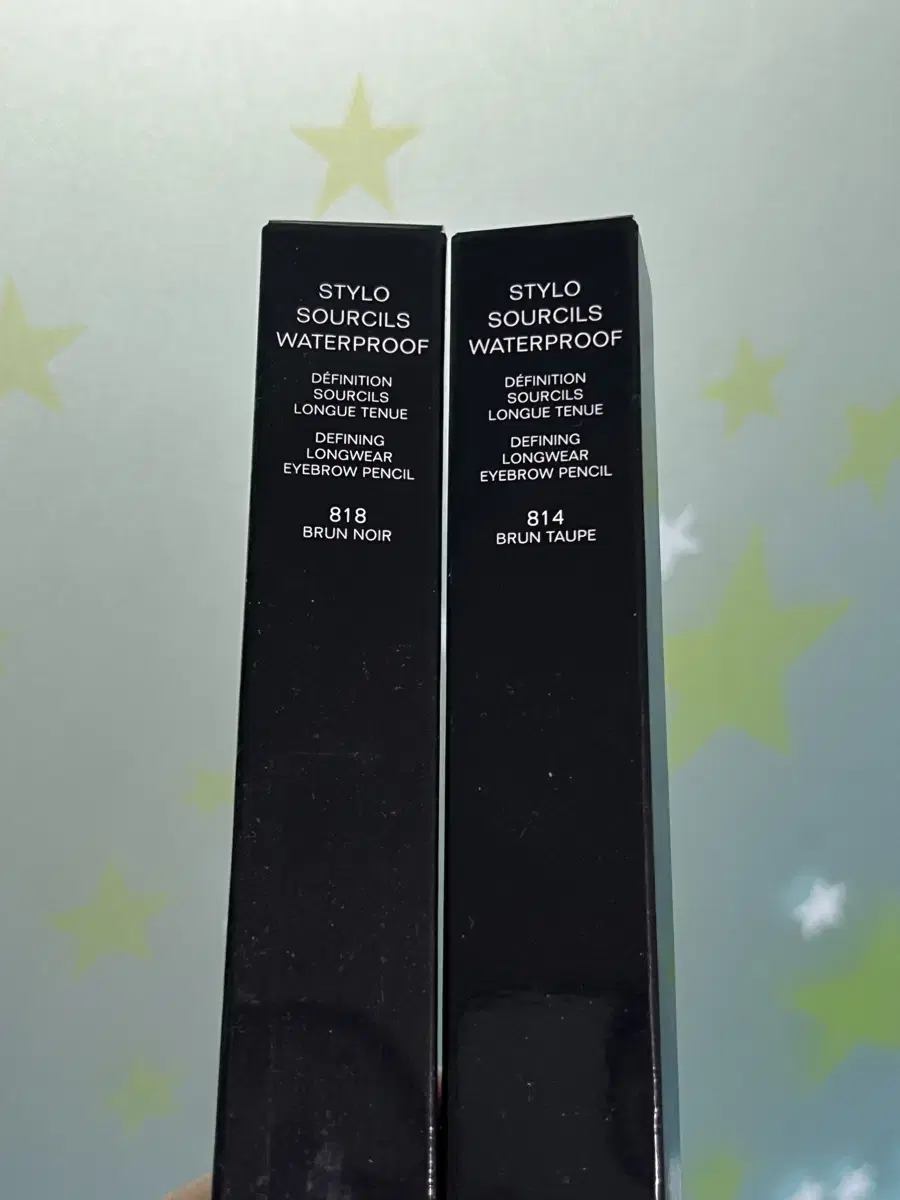 STYLO
SOURCILS
WATERPROOF
DÉFINITION
SOURCILS
LONGUE TENUE
DEFINING
LONGWEAR
EYEBROW PENCIL
818
BRUN NOIR
STYLO
SOURCILS
WATERPROOF
DÉFINITION
SOURCILS
LONGUE TENUE
DEFINING
LONGWEAR
EYEBROW PENCIL
814
BRUN TAUPE